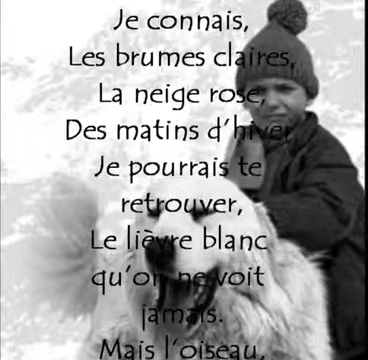 Je connais,
Les brumes claires,
La neige rose,
Des matins d'hiver
Je pourrais te
retrouver,
Le lièvre blanc
qu'on ne voit
jamais.
Mais l'oiseau,